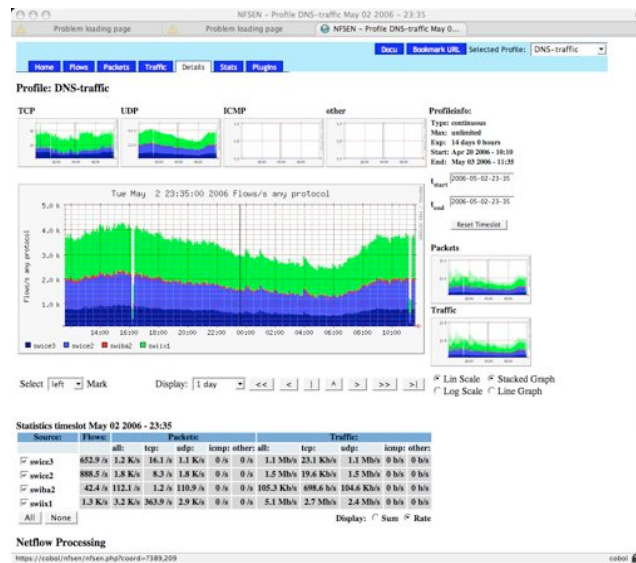 NFSEN - Profile DNS-traffic May 02 2006 - 23:35
Problem loading page Problem loading page NFSEN - Profile DNS-traffic May 0...
Docu Bookmark URL Selected Profile: DNS-traffic
Home Flows Packets Traffic Details Stats Plugins
Profile: DNS-traffic
TCP UDP ICMP other Profileinfo:
Type: continuous
Max: unlimited
Exp: 14 days 0 hours
Start: Apr 20 2006 - 10:10
End: May 03 2006 - 11:35
tstart 2006-05-02-23-35
tend 2006-05-02-23-35
Reset Timeslot
Tue May 2 23:35:00 2006 Flows/s any protocol
Flows/s any protocol
5.0 k
4.0 k
3.0 k
2.0 k
1.0 k
14:00 16:00 18:00 20:00 22:00 00:00 02:00 04:00 06:00 08:00 10:00
swice3 swice2 swiba2 swiix1
Packets
Traffic
Select left Mark Display: 1 day << < | ^ > >> >|
Lin Scale Stacked Graph
Log Scale Line Graph
Statistics timeslot May 02 2006 - 23:35
Source: Flows: Packets: Traffic:
all: tcp: udp: icmp: other: all: tcp: udp: icmp: other:
swice3 652.9 /s 1.2 K/s 16.1 /s 1.1 K/s 0 /s 0 /s 1.1 Mb/s 23.1 Kb/s 1.1 Mb/s 0 b/s 0 b/s
swice2 888.5 /s 1.8 K/s 8.3 /s 1.8 K/s 0 /s 0 /s 1.5 Mb/s 19.6 Kb/s 1.5 Mb/s 0 b/s 0 b/s
swiba2 42.4 /s 112.1 /s 1.2 /s 110.9 /s 0 /s 0 /s 105.3 Kb/s 698.6 b/s 104.6 Kb/s 0 b/s 0 b/s
swiix1 1.3 K/s 3.2 K/s 363.9 /s 2.9 K/s 0 /s 0 /s 5.1 Mb/s 2.7 Mb/s 2.4 Mb/s 0 b/s 0 b/s
All None Display: Sum Rate
Netflow Processing
https://cobol/nfsen/nfsen.php?coord=?389,209 cobol